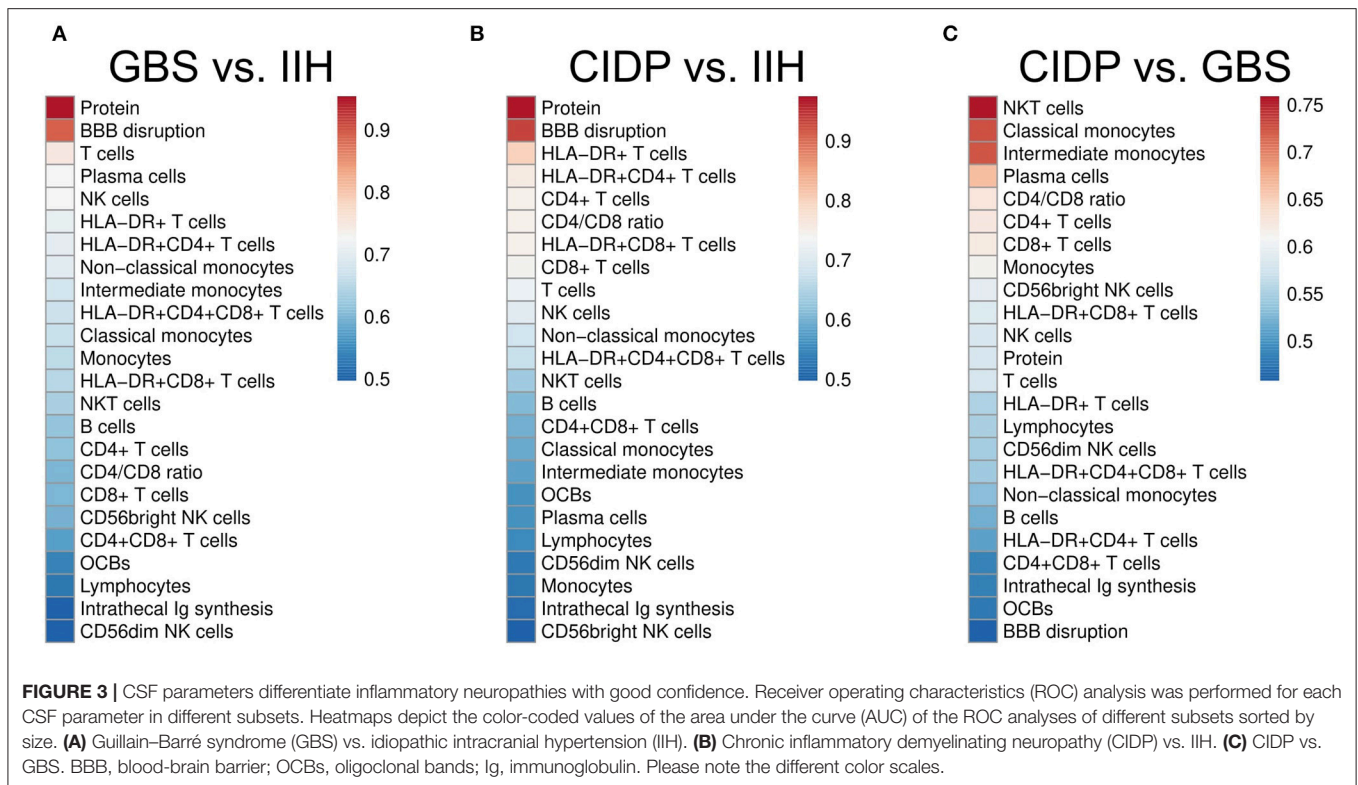 A
GBS vs. IIH
Protein
BBB disruption
T cells
Plasma cells
NK cells
HLA−DR+ T cells
HLA−DR+CD4+ T cells
Non−classical monocytes
Intermediate monocytes
HLA−DR+CD4+CD8+ T cells
Classical monocytes
Monocytes
HLA−DR+CD8+ T cells
NKT cells
B cells
CD4+ T cells
CD4/CD8 ratio
CD8+ T cells
CD56bright NK cells
CD4+CD8+ T cells
OCBs
Lymphocytes
Intrathecal Ig synthesis
CD56dim NK cells
0.9
0.8
0.7
0.6
0.5
B
CIDP vs. IIH
Protein
BBB disruption
HLA−DR+ T cells
HLA−DR+CD4+ T cells
CD4+ T cells
CD4/CD8 ratio
HLA−DR+CD8+ T cells
CD8+ T cells
T cells
NK cells
Non−classical monocytes
HLA−DR+CD4+CD8+ T cells
NKT cells
B cells
CD4+CD8+ T cells
Classical monocytes
Intermediate monocytes
OCBs
Plasma cells
Lymphocytes
CD56dim NK cells
Monocytes
Intrathecal Ig synthesis
CD56bright NK cells
0.9
0.8
0.7
0.6
0.5
C
CIDP vs. GBS
NKT cells
Classical monocytes
Intermediate monocytes
Plasma cells
CD4/CD8 ratio
CD4+ T cells
CD8+ T cells
Monocytes
CD56bright NK cells
HLA−DR+CD8+ T cells
NK cells
Protein
T cells
HLA−DR+ T cells
Lymphocytes
CD56dim NK cells
HLA−DR+CD4+CD8+ T cells
Non−classical monocytes
B cells
HLA−DR+CD4+ T cells
CD4+CD8+ T cells
Intrathecal Ig synthesis
OCBs
BBB disruption
0.75
0.7
0.65
0.6
0.55
0.5
FIGURE 3 | CSF parameters differentiate inflammatory neuropathies with good confidence. Receiver operating characteristics (ROC) analysis was performed for each
CSF parameter in different subsets. Heatmaps depict the color-coded values of the area under the curve (AUC) of the ROC analyses of different subsets sorted by
size. (A) Guillain–Barré syndrome (GBS) vs. idiopathic intracranial hypertension (IIH). (B) Chronic inflammatory demyelinating neuropathy (CIDP) vs. IIH. (C) CIDP vs.
GBS. BBB, blood-brain barrier; OCBs, oligoclonal bands; Ig, immunoglobulin. Please note the different color scales.